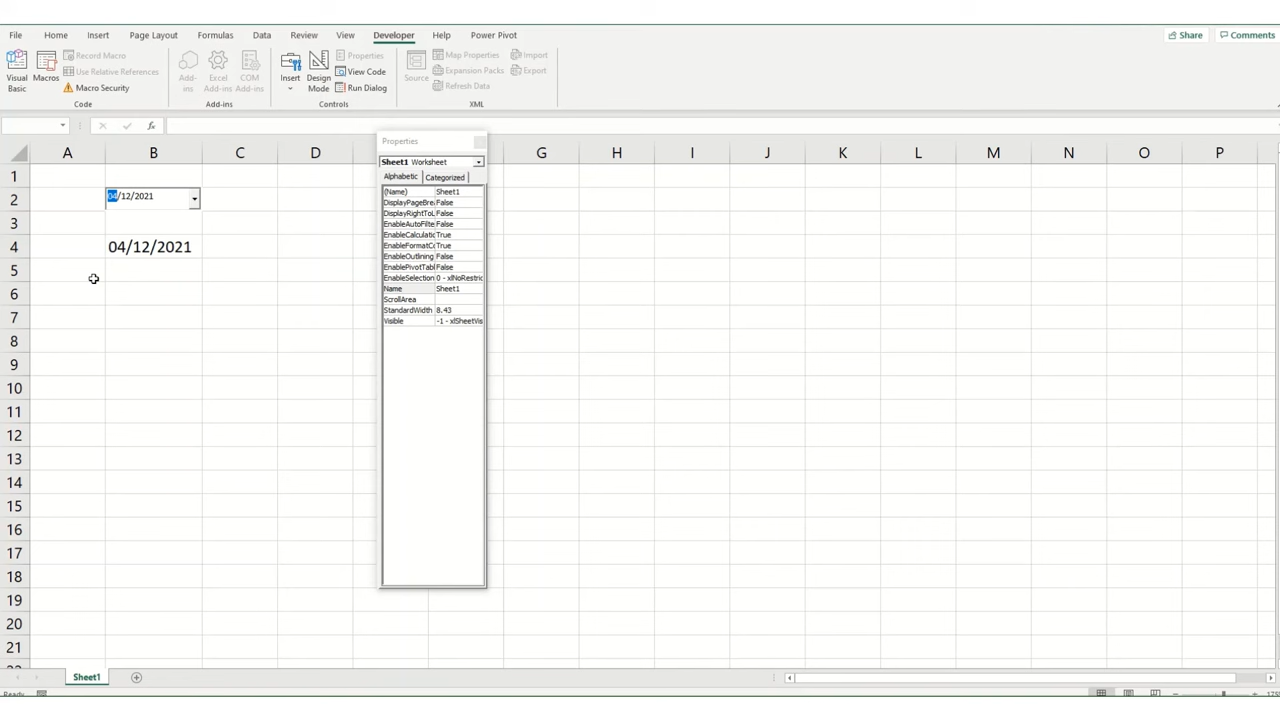 File Home Insert Page Layout Formulas Data Review View Developer Help Power Pivot Share Comments
Visual Basic
Macros
Record Macro
Use Relative References
Macro Security
Code
Add-ins
Excel Add-ins
COM Add-ins
Add-ins
Insert
Design Mode
Properties
View Code
Run Dialog
Controls
Source
Map Properties
Expansion Packs
Refresh Data
Import
Export
XML
fx
Properties
Sheet1 Worksheet
Alphabetic Categorized
(Name) Sheet1
DisplayPageBrea False
DisplayRightToL False
EnableAutoFilte False
EnableCalculatic True
EnableFormatCo True
EnableOutlining False
EnablePivotTabl False
EnableSelection 0 - xlNoRestric
Name Sheet1
ScrollArea
StandardWidth 8.43
Visible -1 - xlSheetVis
A B C D G H I J K L M N O P
1
2 04/12/2021
3
4 04/12/2021
5
6
7
8
9
10
11
12
13
14
15
16
17
18
19
20
21
Sheet1